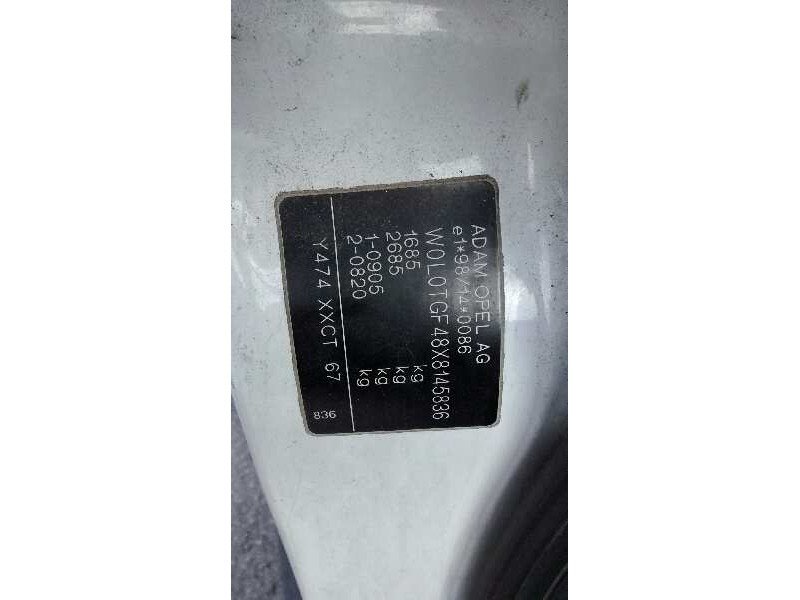 ADAM OPEL AG
e1*98/14*0086
W0L0TGF48X8145836
1685 kg
2685 kg
1-0905 kg
2-0820 kg
Y474 XXCT 67 836